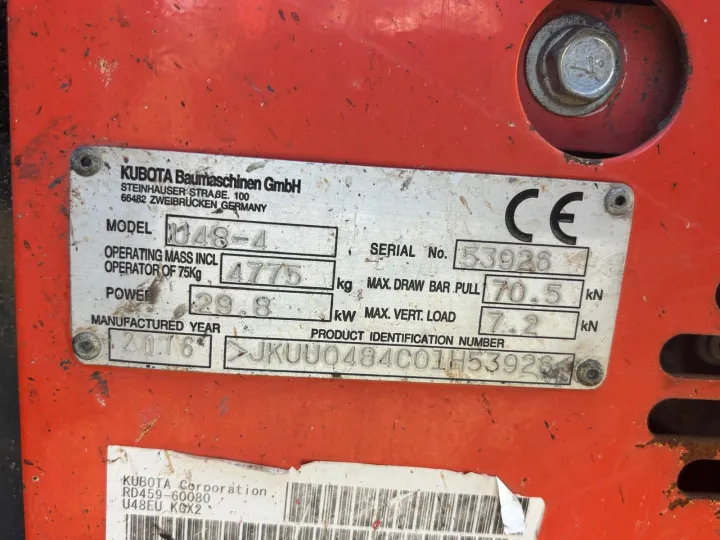 KUBOTA Baumaschinen GmbH
STEINHAUSER STRAßE. 100
66482 ZWEIBRÜCKEN GERMANY
CE
MODEL U48-4
SERIAL No. 53926
OPERATING MASS INCL
OPERATOR OF 75Kg 4775 kg
MAX. DRAW BAR PULL 70.5 kN
POWER 29.8 kW
MAX. VERT. LOAD 7.2 kN
MANUFACTURED YEAR
2016
PRODUCT IDENTIFICATION NUMBER
>JKUU0484C01H53926<
KUBOTA Corporation
RD459-60080
U48EU KGX2